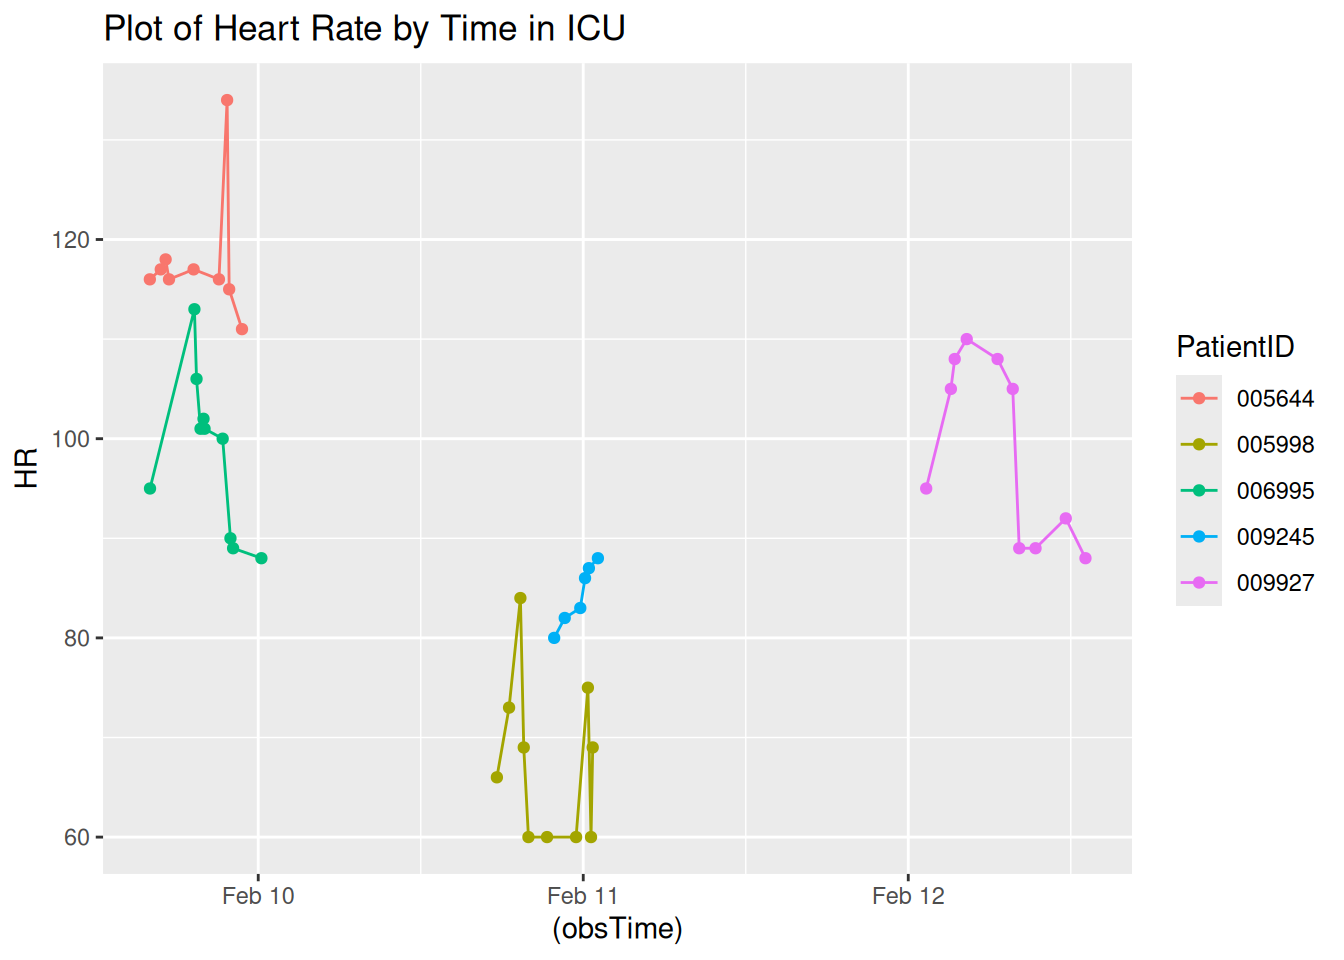 Plot of Heart Rate by Time in ICU
HR
120
100
80
60
Feb 10
Feb 11
Feb 12
(obsTime)
PatientID
005644
005998
006995
009245
009927